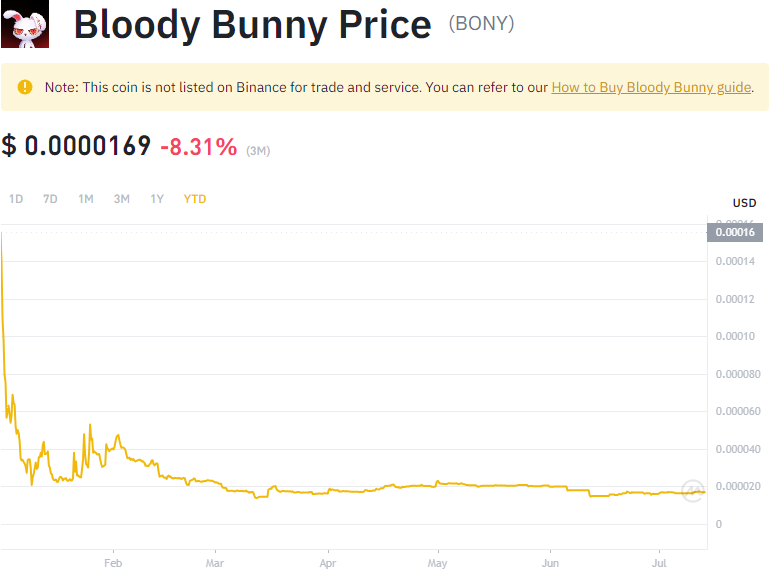 Bloody Bunny Price (BONY)
Note: This coin is not listed on Binance for trade and service. You can refer to our How to Buy Bloody Bunny guide.
$ 0.0000169 -8.31% (3M)
1D 7D 1M 3M 1Y YTD
USD
0.00016
0.00014
0.00012
0.00010
0.000080
0.000060
0.000040
0.000020
0
Feb Mar Apr May Jun Jul